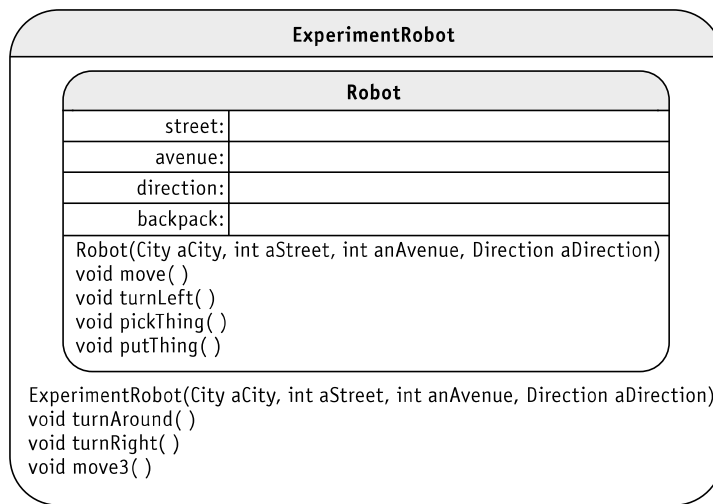 ExperimentRobot
Robot
street:
avenue:
direction:
backpack:
Robot(City aCity, int aStreet, int anAvenue, Direction aDirection)
void move( )
void turnLeft( )
void pickThing( )
void putThing( )
ExperimentRobot(City aCity, int aStreet, int anAvenue, Direction aDirection)
void turnAround( )
void turnRight( )
void move3( )